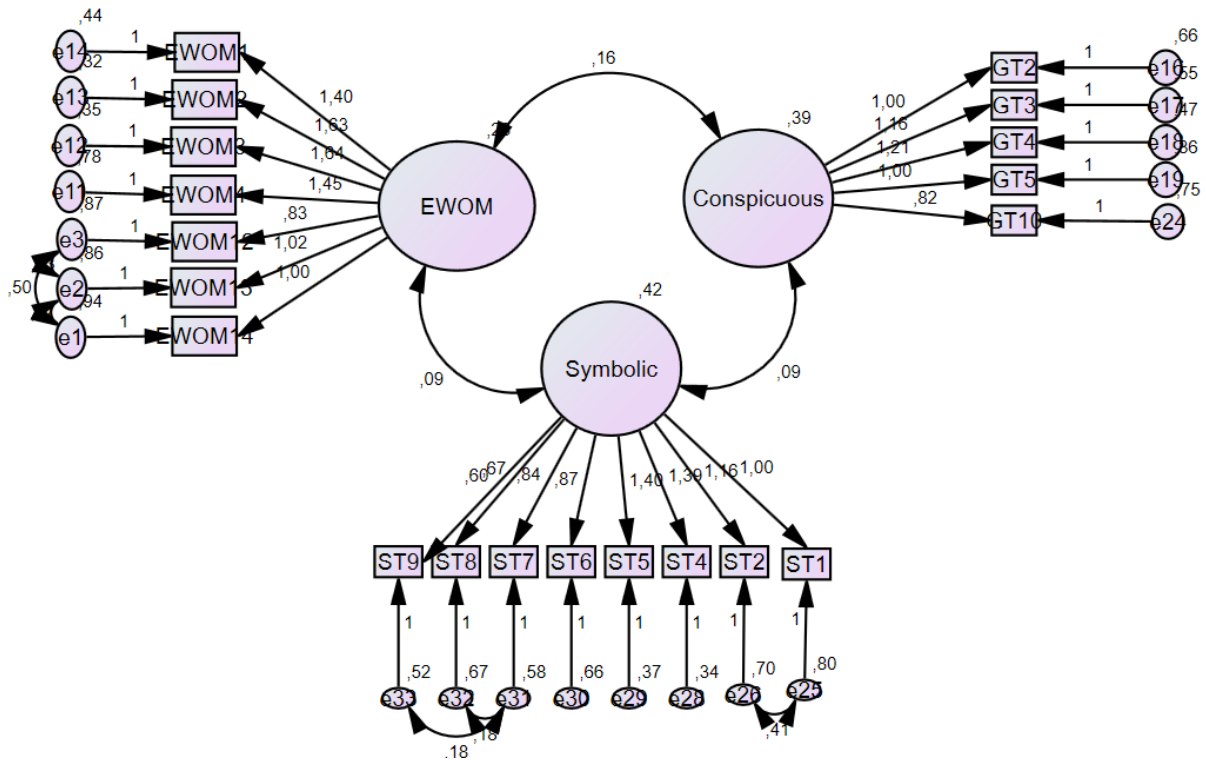 ,44
e14 1 EWOM1
,32
e13 1 EWOM2
,35
e12 1 EWOM3
,78
e11 1 EWOM4
,87
e3 1 EWOM12
,86
e2 1 EWOM13
,94
e1 1 EWOM14
,50
1,40
1,63
1,64
1,45
,83
1,02
1,00
EWOM
,16
,39
Conspicuous
1,00
1,16
1,21
1,00
,82
,66
GT2 1 e16
,55
GT3 1 e17
,47
GT4 1 e18
GT5 1 e19
,75
GT10 1 e24
,42
Symbolic
,09
,09
,60 ,67 ,84 ,87 1,40 1,39 1,16 1,00
ST9 ST8 ST7 ST6 ST5 ST4 ST2 ST1
1 1 1 1 1 1 1 1
,52 ,67 ,58 ,66 ,37 ,34 ,70 ,80
e33 e32 e31 e30 e29 e28 e26 e25
,18 ,41
,18